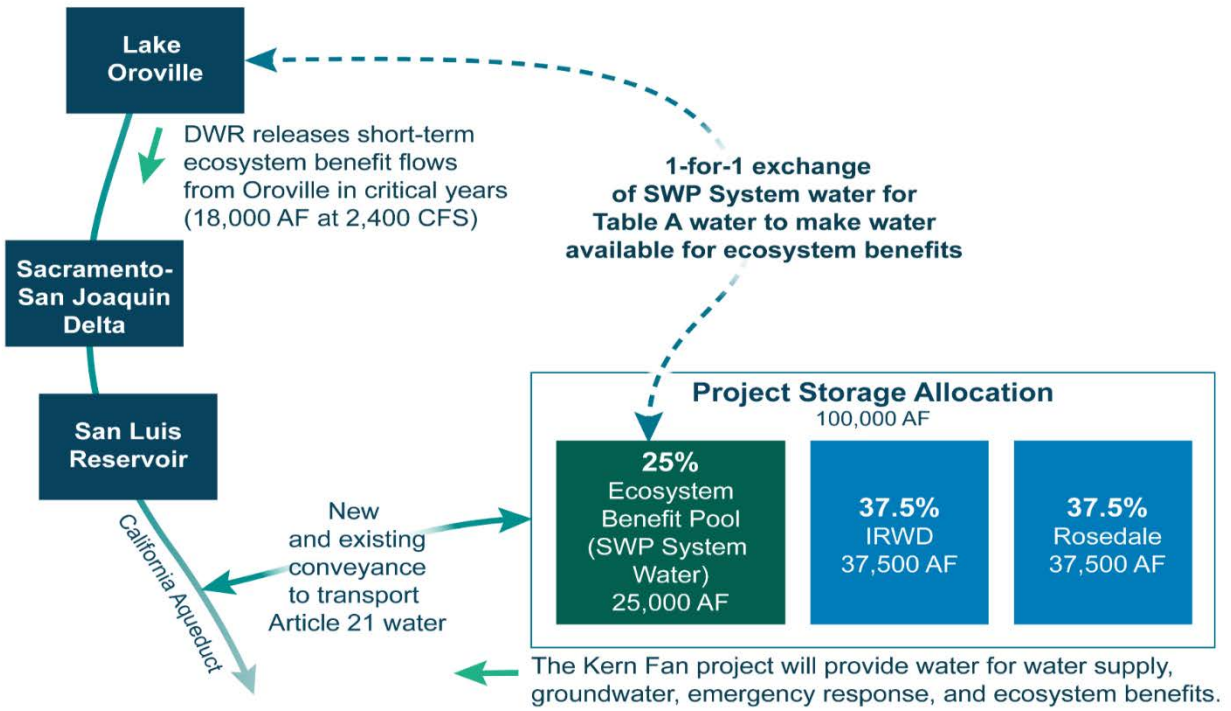 Lake
Oroville
DWR releases short-term
ecosystem benefit flows
from Oroville in critical years
(18,000 AF at 2,400 CFS)
1-for-1 exchange
of SWP System water for
Table A water to make water
available for ecosystem benefits
Sacramento-
San Joaquin
Delta
San Luis
Reservoir
California Aqueduct
New
and existing
conveyance
to transport
Article 21 water
Project Storage Allocation
100,000 AF
25%
Ecosystem
Benefit Pool
(SWP System
Water)
25,000 AF
37.5%
IRWD
37,500 AF
37.5%
Rosedale
37,500 AF
The Kern Fan project will provide water for water supply,
groundwater, emergency response, and ecosystem benefits.